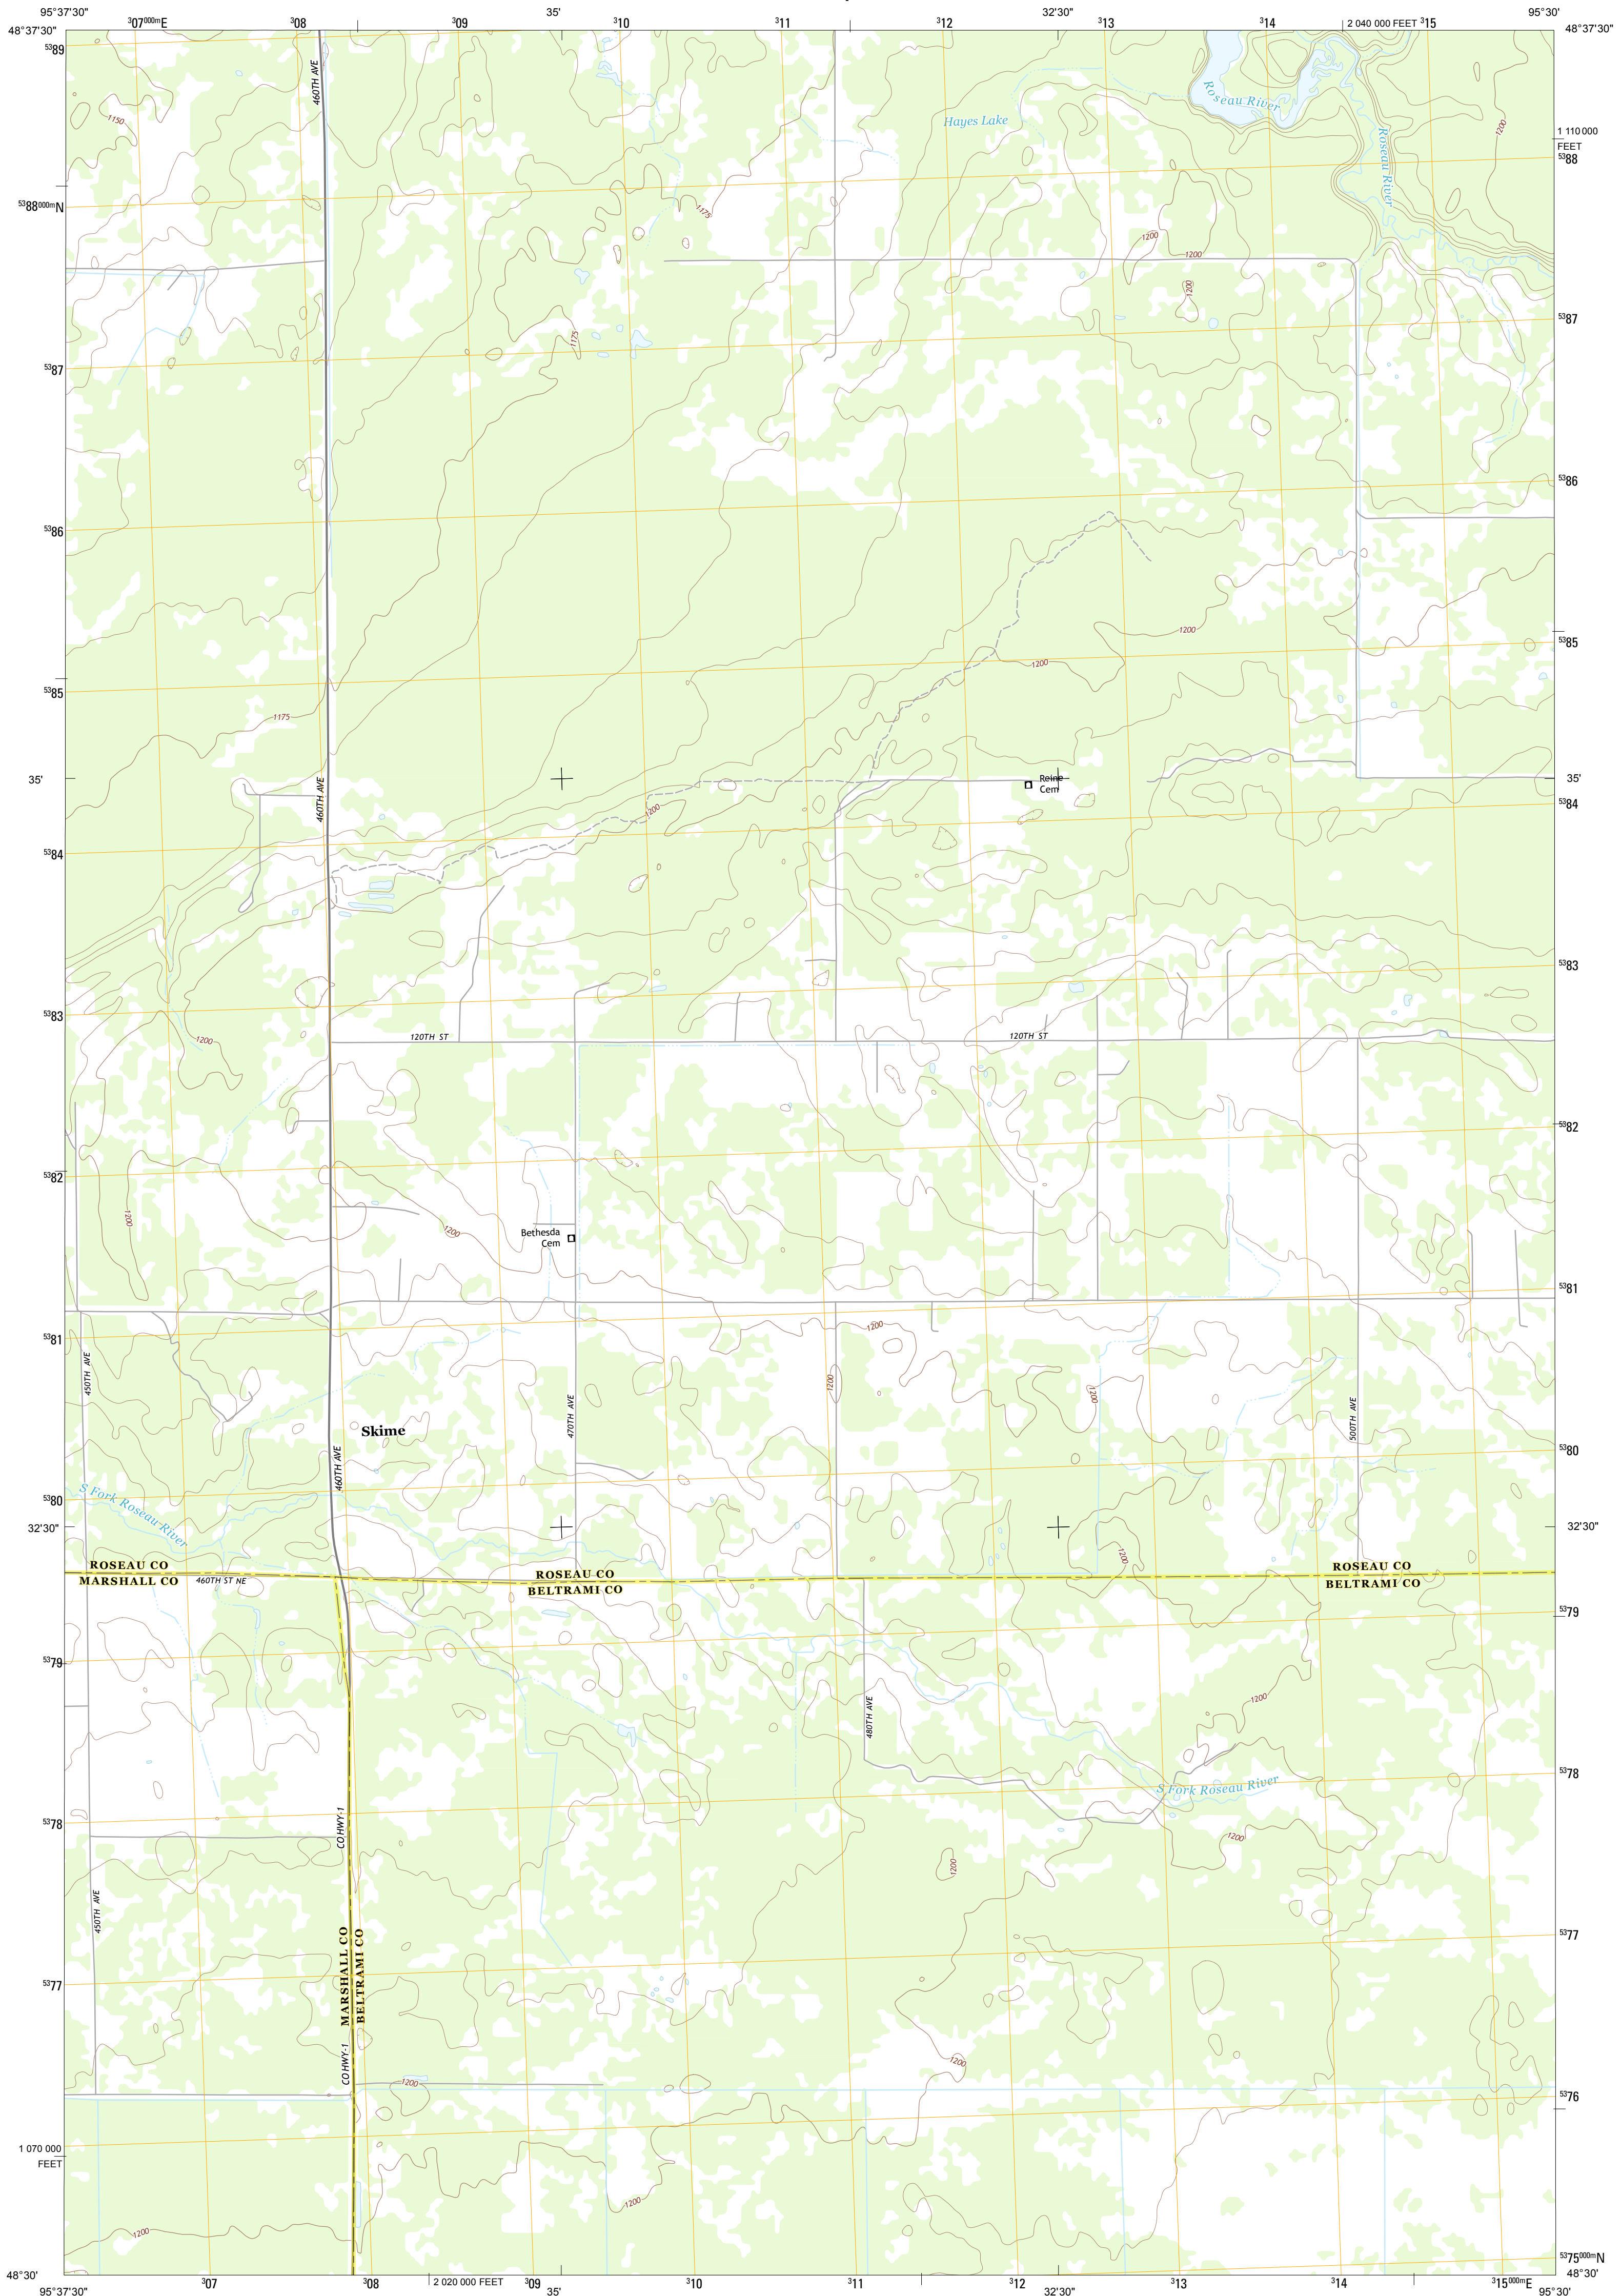 95°37'30"
307000mE
308
309
35'
310
311
312
32'30"
313
314
2 040 000 FEET
315
95°30'
48°37'30"
48°37'30"
5389
460TH AVE
Roseau River
Hayes Lake
1150
1200
1 110 000
FEET
5388
Roseau River
5388000mN
1175
1200
1200
1200
5387
1175
5387
5386
5386
1200
5385
1200
5385
1175
35'
460TH AVE
Reine
Cem
35'
5384
1200
5384
5383
5383
1200
120TH ST
120TH ST
5382
5382
1200
1200
Bethesda
Cem
5381
5381
1200
450TH AVE
1200
1200
470TH AVE
500TH AVE
Skime
460TH AVE
5380
S Fork Roseau River
5380
32'30"
32'30"
1200
ROSEAU CO
MARSHALL CO
460TH ST NE
ROSEAU CO
BELTRAMI CO
ROSEAU CO
BELTRAMI CO
5379
5379
1200
480TH AVE
5378
S Fork Roseau River
5378
CO HWY-1
1200
1200
450TH AVE
5377
MARSHALL CO
BELTRAMI CO
5377
CO HWY-1
1200
1200
5376
1 070 000
FEET
1200
1200
5375000mN
48°30'
48°30'
95°37'30"
307
308
2 020 000 FEET
309
35'
310
311
312
32'30"
313
314
315000mE
95°30'